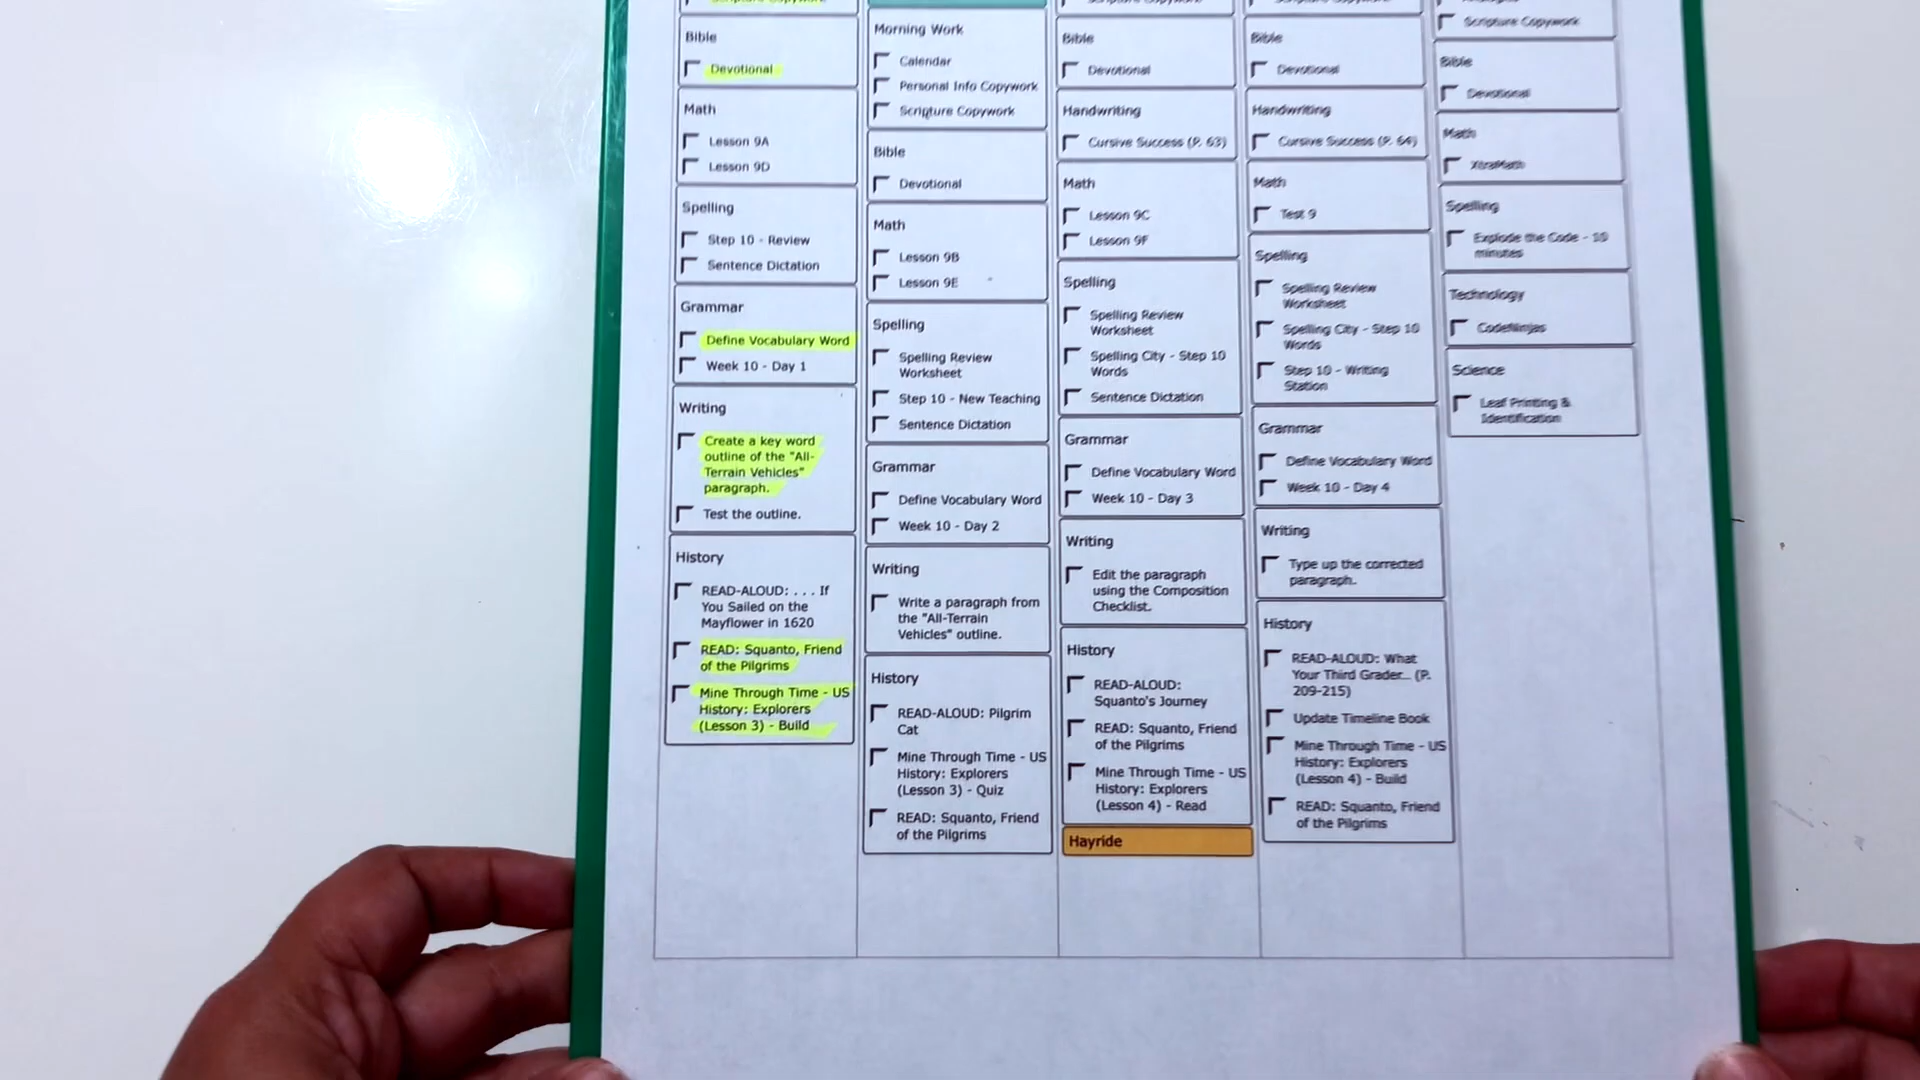 Scripture Copywork
Bible
Devotional
Math
Lesson 9A
Lesson 9D
Spelling
Step 10 - Review
Sentence Dictation
Grammar
Define Vocabulary Word
Week 10 - Day 1
Writing
Create a key word
outline of the "All-
Terrain Vehicles"
paragraph.
Test the outline.
History
READ-ALOUD: . . . If
You Sailed on the
Mayflower in 1620
READ: Squanto, Friend
of the Pilgrims
Mine Through Time - US
History: Explorers
(Lesson 3) - Build
Morning Work
Calendar
Personal Info Copywork
Scripture Copywork
Bible
Devotional
Math
Lesson 9B
Lesson 9E
Spelling
Spelling Review
Worksheet
Step 10 - New Teaching
Sentence Dictation
Grammar
Define Vocabulary Word
Week 10 - Day 2
Writing
Write a paragraph from
the "All-Terrain
Vehicles" outline.
History
READ-ALOUD: Pilgrim
Cat
Mine Through Time - US
History: Explorers
(Lesson 3) - Quiz
READ: Squanto, Friend
of the Pilgrims
Scripture Copywork
Bible
Devotional
Handwriting
Cursive Success (P. 63)
Math
Lesson 9C
Lesson 9F
Spelling
Spelling Review
Worksheet
Spelling City - Step 10
Words
Sentence Dictation
Grammar
Define Vocabulary Word
Week 10 - Day 3
Writing
Edit the paragraph
using the Composition
Checklist.
History
READ-ALOUD:
Squanto's Journey
READ: Squanto, Friend
of the Pilgrims
Mine Through Time - US
History: Explorers
(Lesson 4) - Read
Hayride
Scripture Copywork
Bible
Devotional
Handwriting
Cursive Success (P. 64)
Math
Test 9
Spelling
Spelling Review
Worksheet
Spelling City - Step 10
Words
Step 10 - Writing
Station
Grammar
Define Vocabulary Word
Week 10 - Day 4
Writing
Type up the corrected
paragraph.
History
READ-ALOUD: What
Your Third Grader... (P.
209-215)
Update Timeline Book
Mine Through Time - US
History: Explorers
(Lesson 4) - Build
READ: Squanto, Friend
of the Pilgrims
Scripture Copywork
Bible
Devotional
Math
XtraMath
Spelling
Explode the Code - 10
minutes
Technology
CodeNinjas
Science
Leaf Printing &
Identification